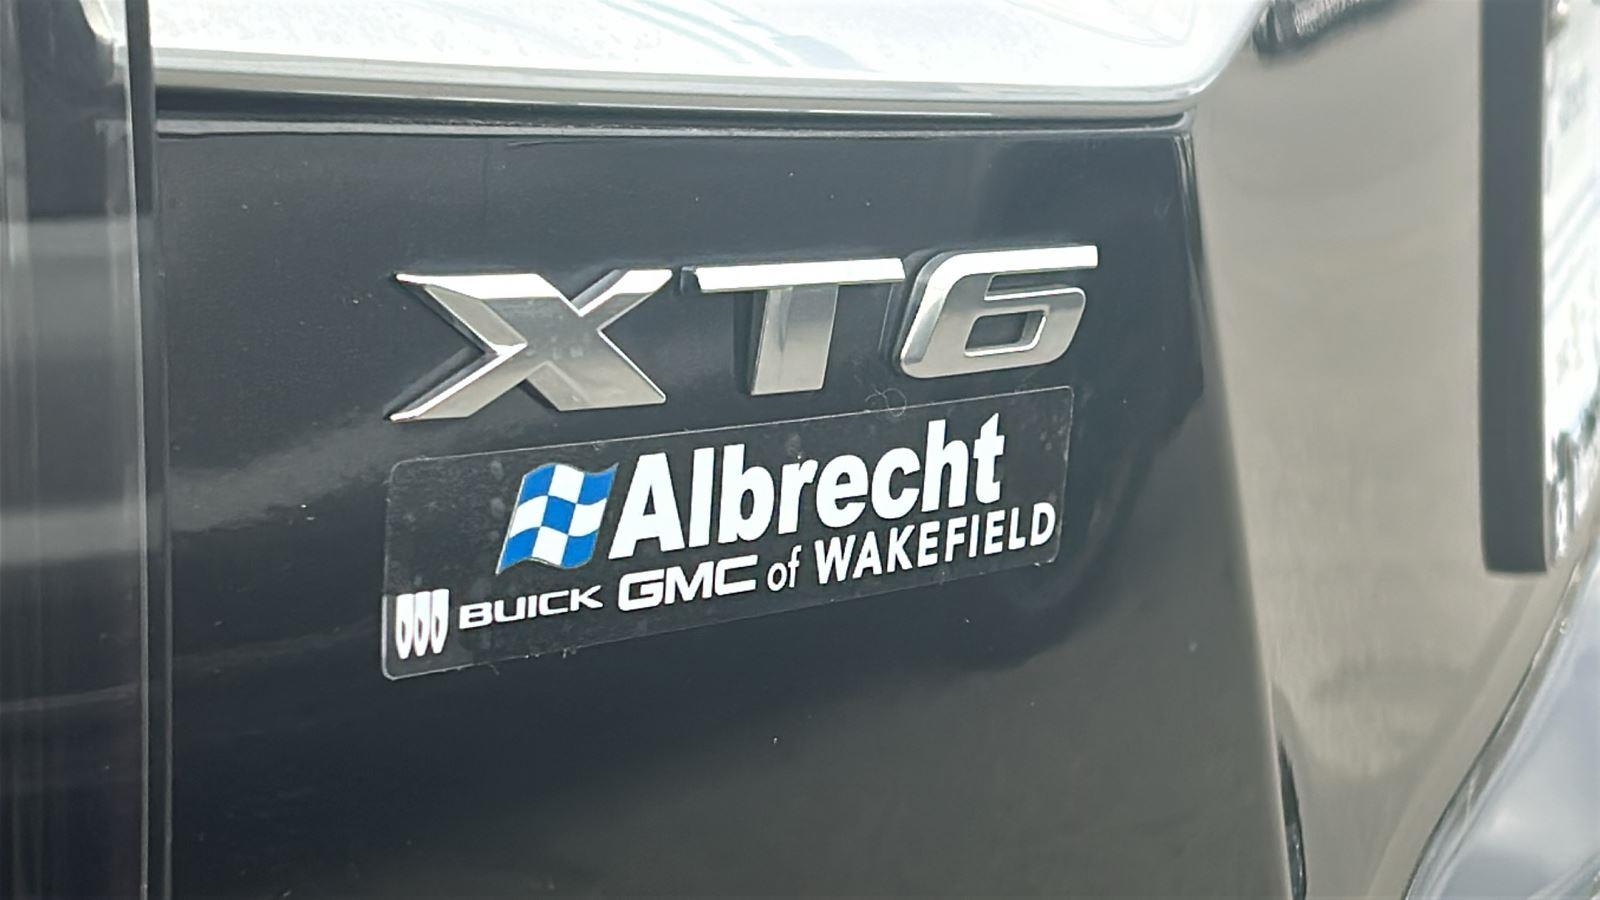 XT6
Albrecht
BUICK GMC of WAKEFIELD